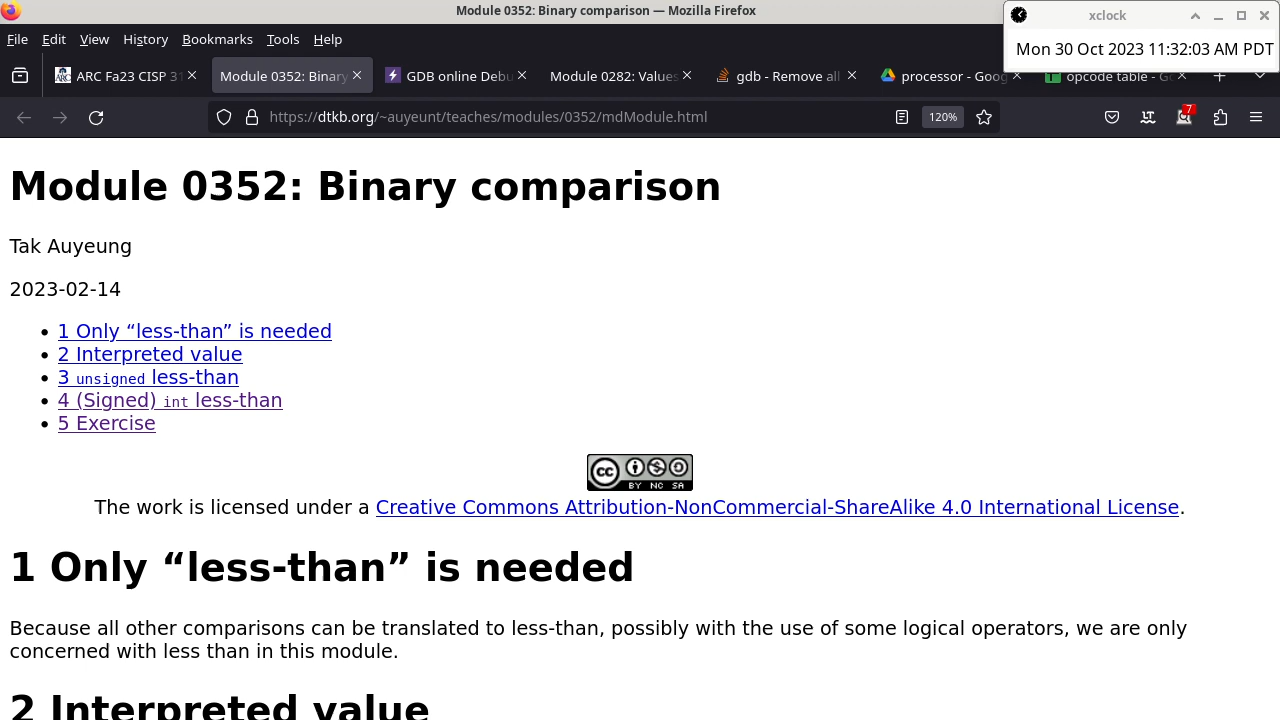 Module 0352: Binary comparison — Mozilla Firefox
xclock
Mon 30 Oct 2023 11:32:03 AM PDT
File Edit View History Bookmarks Tools Help
ARC Fa23 CISP 31
Module 0352: Binary
GDB online Debu
Module 0282: Values
gdb - Remove all
processor - Goog
opcode table - Go
https://dtkb.org/~auyeunt/teaches/modules/0352/mdModule.html
120%
7
Module 0352: Binary comparison
Tak Auyeung
2023-02-14
• 1 Only “less-than” is needed
• 2 Interpreted value
• 3 unsigned less-than
• 4 (Signed) int less-than
• 5 Exercise
cc BY NC SA
The work is licensed under a Creative Commons Attribution-NonCommercial-ShareAlike 4.0 International License.
1 Only “less-than” is needed
Because all other comparisons can be translated to less-than, possibly with the use of some logical operators, we are only
concerned with less than in this module.
2 Interpreted value